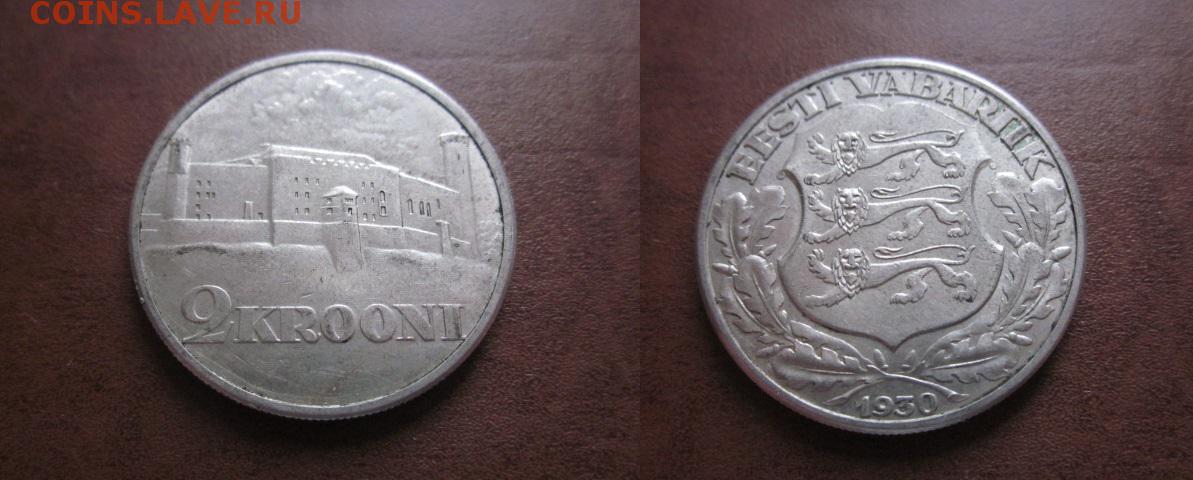 COINS.LAVE.RU
2 KROONI
EESTI VABARIIK
1930